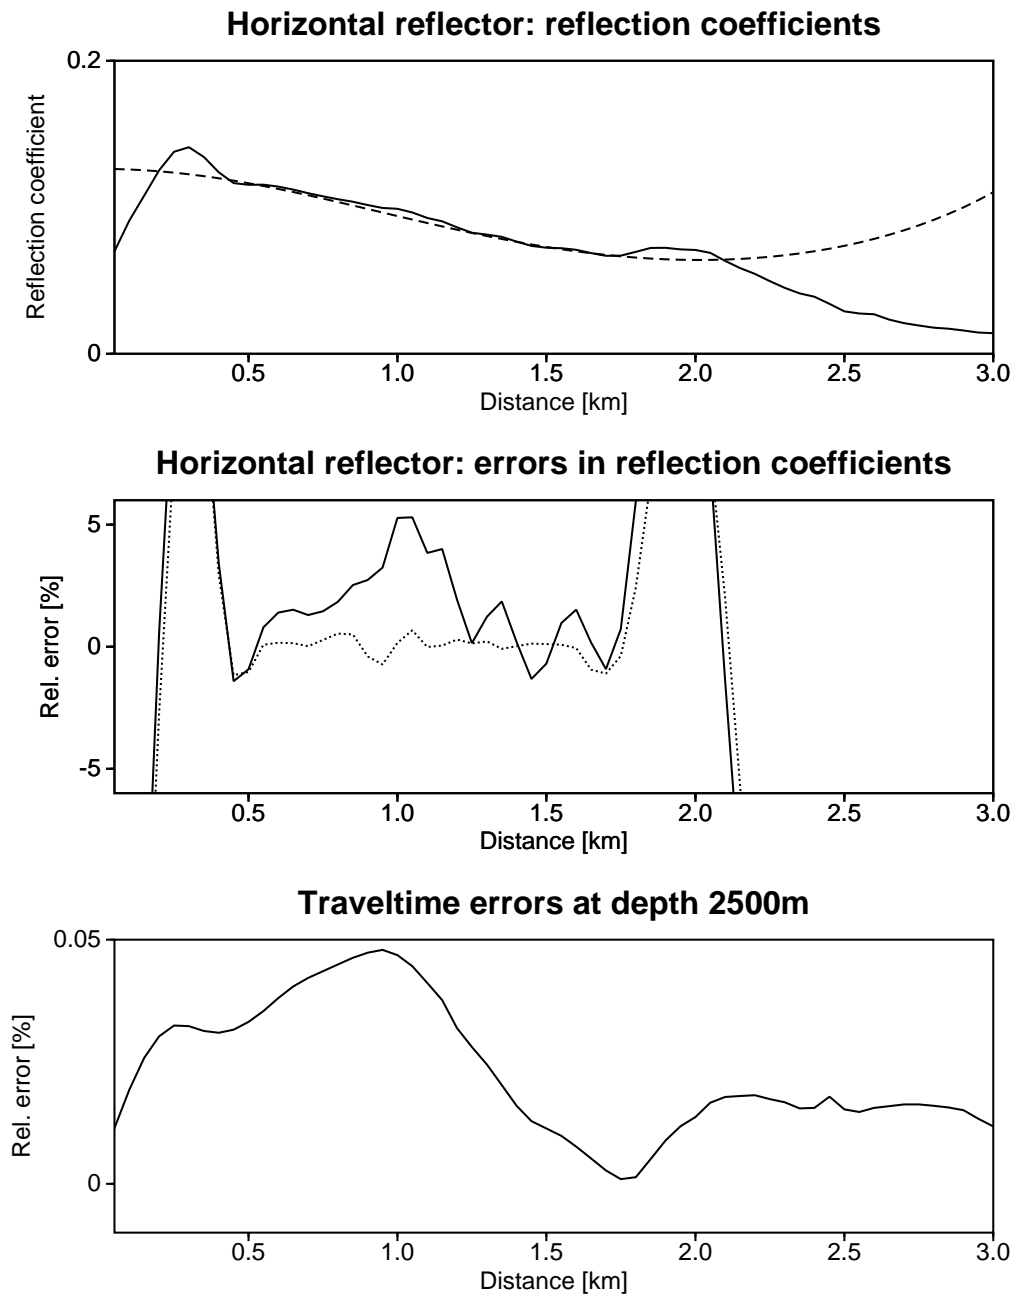 Horizontal reflector: reflection coefficients
0.2
Reflection coefficient
0
0.5 1.0 1.5 2.0 2.5 3.0
Distance [km]
Horizontal reflector: errors in reflection coefficients
5
Rel. error [%]
0
-5
0.5 1.0 1.5 2.0 2.5 3.0
Distance [km]
Traveltime errors at depth 2500m
0.05
Rel. error [%]
0
0.5 1.0 1.5 2.0 2.5 3.0
Distance [km]